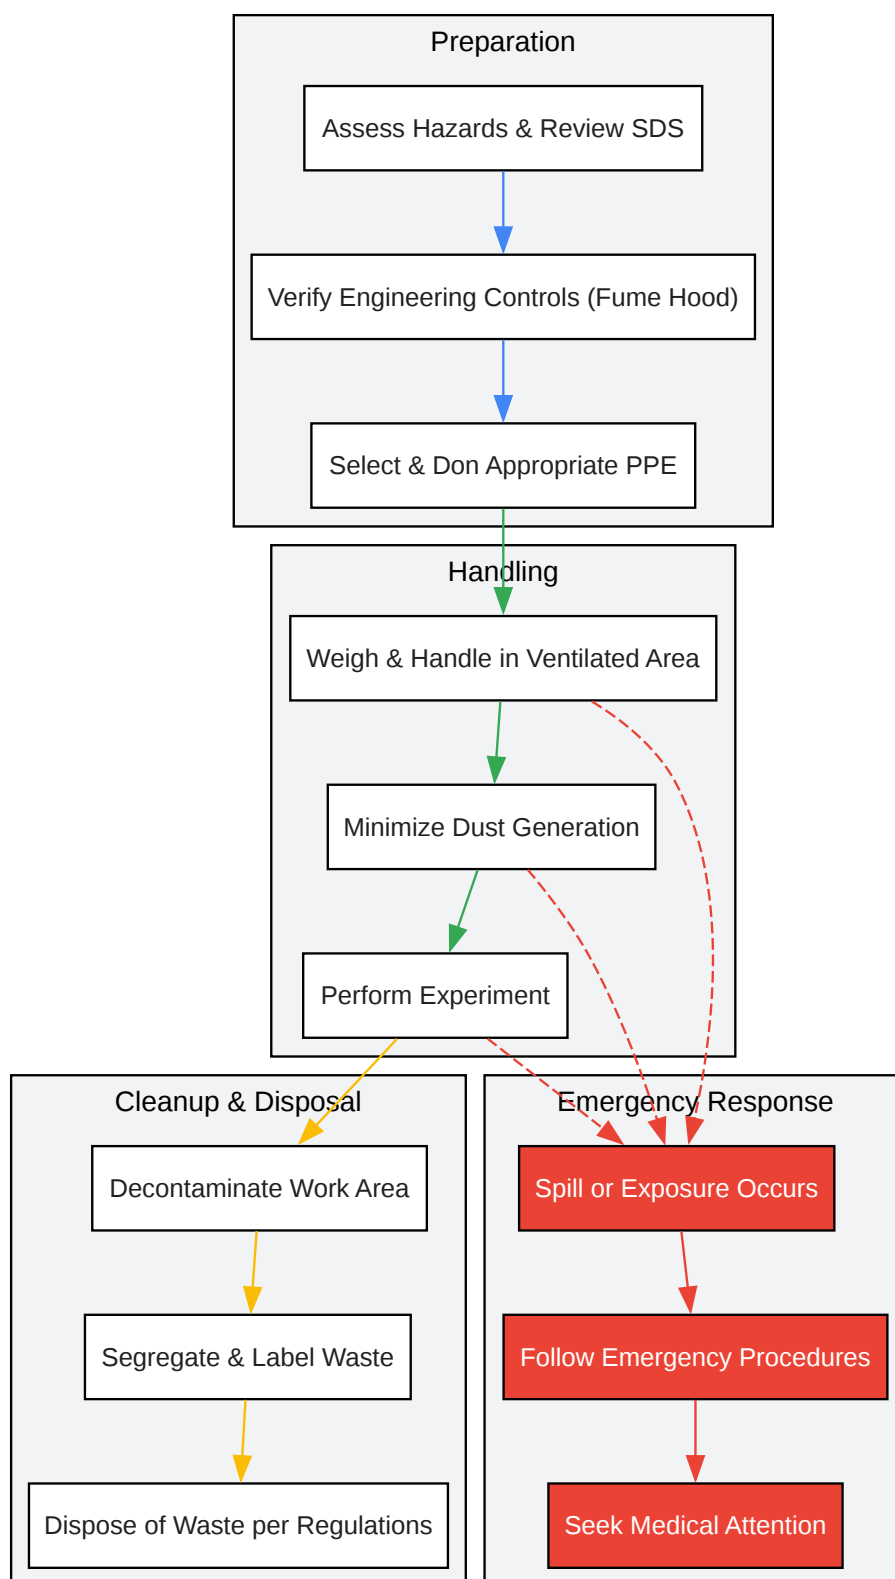 Preparation
Assess Hazards & Review SDS
Verify Engineering Controls (Fume Hood)
Select & Don Appropriate PPE
Handling
Weigh & Handle in Ventilated Area
Minimize Dust Generation
Perform Experiment
Cleanup & Disposal
Decontaminate Work Area
Segregate & Label Waste
Dispose of Waste per Regulations
Emergency Response
Spill or Exposure Occurs
Follow Emergency Procedures
Seek Medical Attention